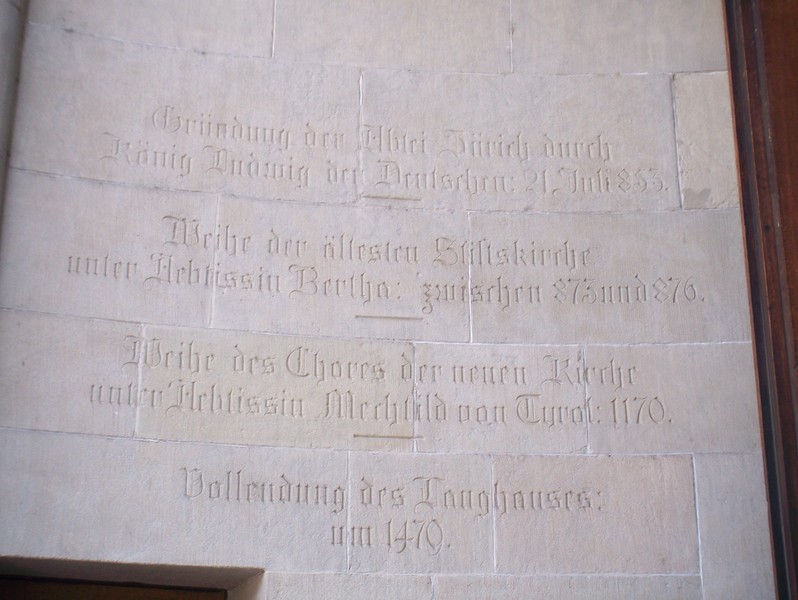 Gründung der Abtei Zürich durch
König Ludwig den Deutschen: 21. Juli 853.
Weihe der ältesten Stiftskirche
unter Aebtissin Bertha: zwischen 873 und 876.
Weihe des Chores der neuen Kirche
unter Aebtissin Mechtild von Tyrol: 1170.
Vollendung des Langhauses:
um 1470.